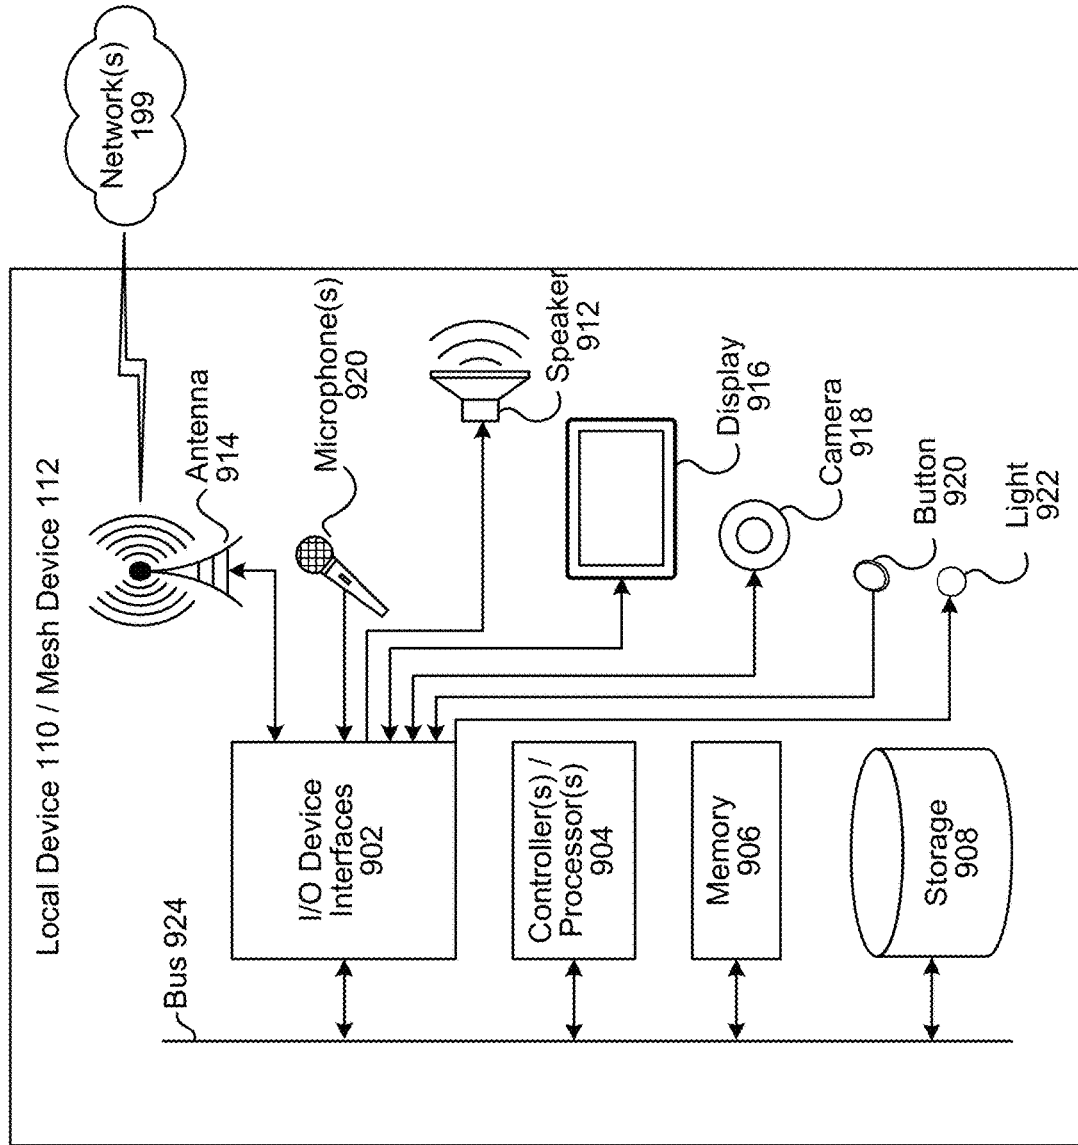 Local Device 110 / Mesh Device 112
Bus 924
I/O Device
Interfaces
902
Controller(s) /
Processor(s)
904
Memory
906
Storage
908
Antenna
914
Microphone(s)
920
Speaker
912
Display
916
Camera
918
Button
920
Light
922
Network(s)
199